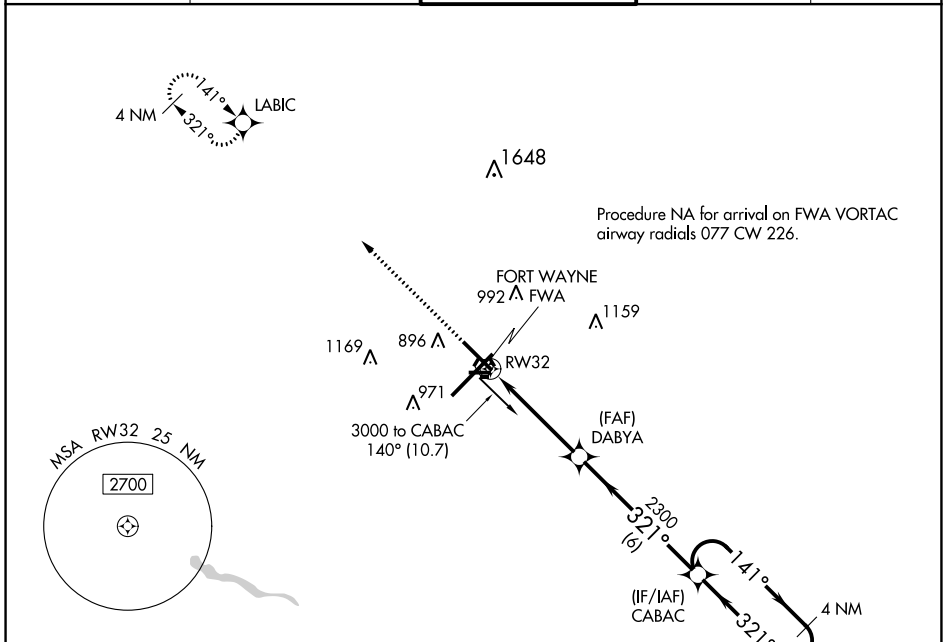 141°
LABIC
4 NM
321°
1648
Procedure NA for arrival on FWA VORTAC
airway radials 077 CW 226.
FORT WAYNE
992 FWA
1159
896
1169
RW32
971
3000 to CABAC
140° (10.7)
(FAF)
DABYA
MSA RW32 25 NM
2700
2300
321°
(6)
141°
(IF/IAF)
CABAC
4 NM
321°